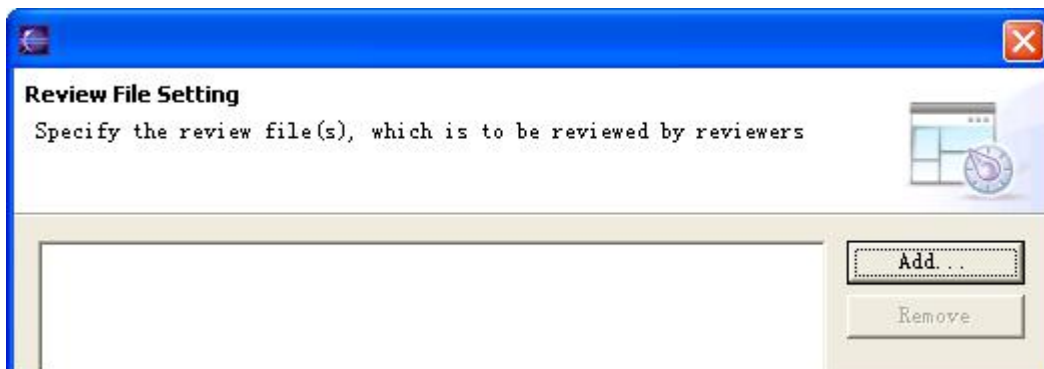 Review File Setting
Specify the review file(s), which is to be reviewed by reviewers
Add...
Remove